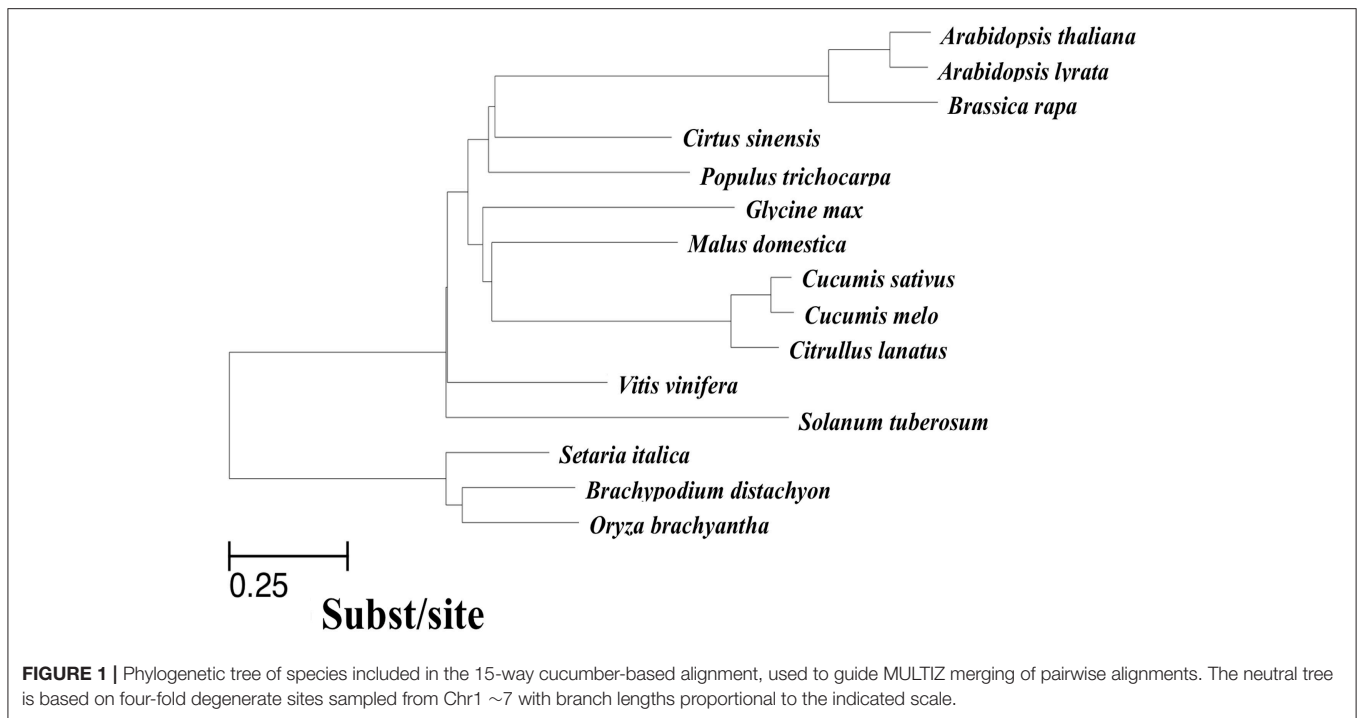 Arabidopsis thaliana
Arabidopsis lyrata
Brassica rapa
Cirtus sinensis
Populus trichocarpa
Glycine max
Malus domestica
Cucumis sativus
Cucumis melo
Citrullus lanatus
Vitis vinifera
Solanum tuberosum
Setaria italica
Brachypodium distachyon
Oryza brachyantha
0.25
Subst/site
FIGURE 1 | Phylogenetic tree of species included in the 15-way cucumber-based alignment, used to guide MULTIZ merging of pairwise alignments. The neutral tree
is based on four-fold degenerate sites sampled from Chr1 ∼7 with branch lengths proportional to the indicated scale.